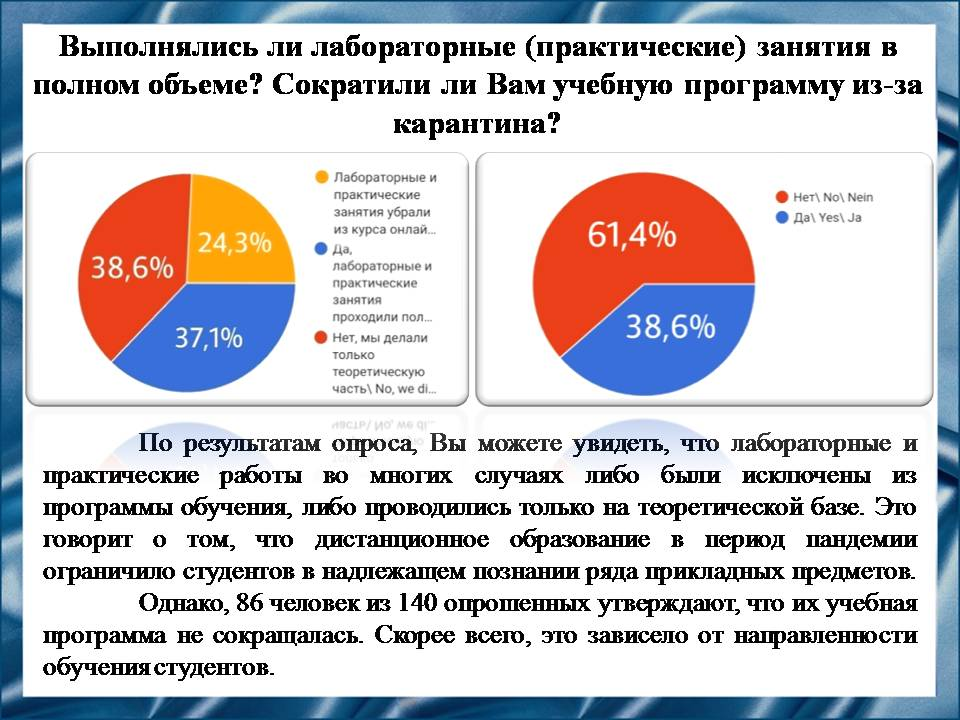 Выполнялись ли лабораторные (практические) занятия в
полном объеме? Сократили ли Вам учебную программу из-за
карантина?
24,3%
38,6%
37,1%
Лабораторные и
практические
занятия убрали
из курса онлай...
Да,
лабораторные и
практические
занятия
проходили пол...
Нет, мы делали
только
теоретическую
часть\ No, we di...
61,4%
38,6%
Нет\ No\ Nein
Да\ Yes\ Ja
По результатам опроса, Вы можете увидеть, что лабораторные и
практические работы во многих случаях либо были исключены из
программы обучения, либо проводились только на теоретической базе. Это
говорит о том, что дистанционное образование в период пандемии
ограничило студентов в надлежащем познании ряда прикладных предметов.
Однако, 86 человек из 140 опрошенных утверждают, что их учебная
программа не сокращалась. Скорее всего, это зависело от направленности
обучения студентов.